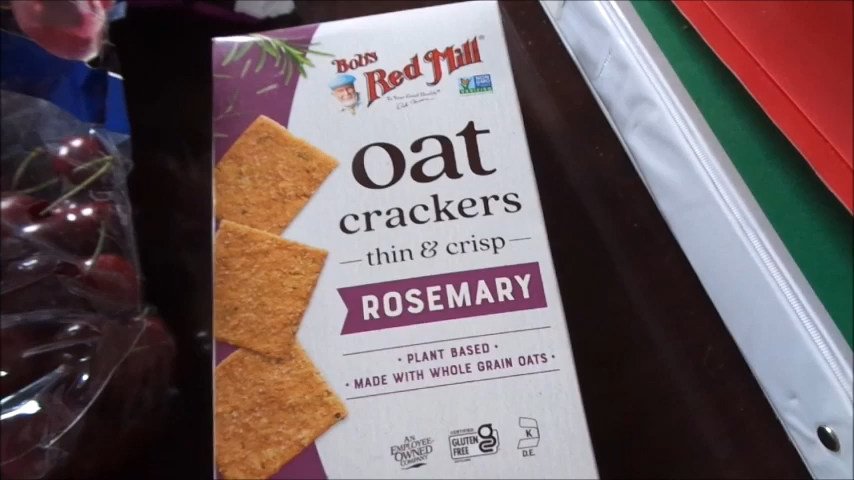 Bob's
Red Mill®
oat
crackers
thin & crisp
ROSEMARY
• PLANT BASED •
• MADE WITH WHOLE GRAIN OATS •
AN
EMPLOYEE
OWNED
COMPANY
CERTIFIED
GLUTEN
FREE
K
D.E.